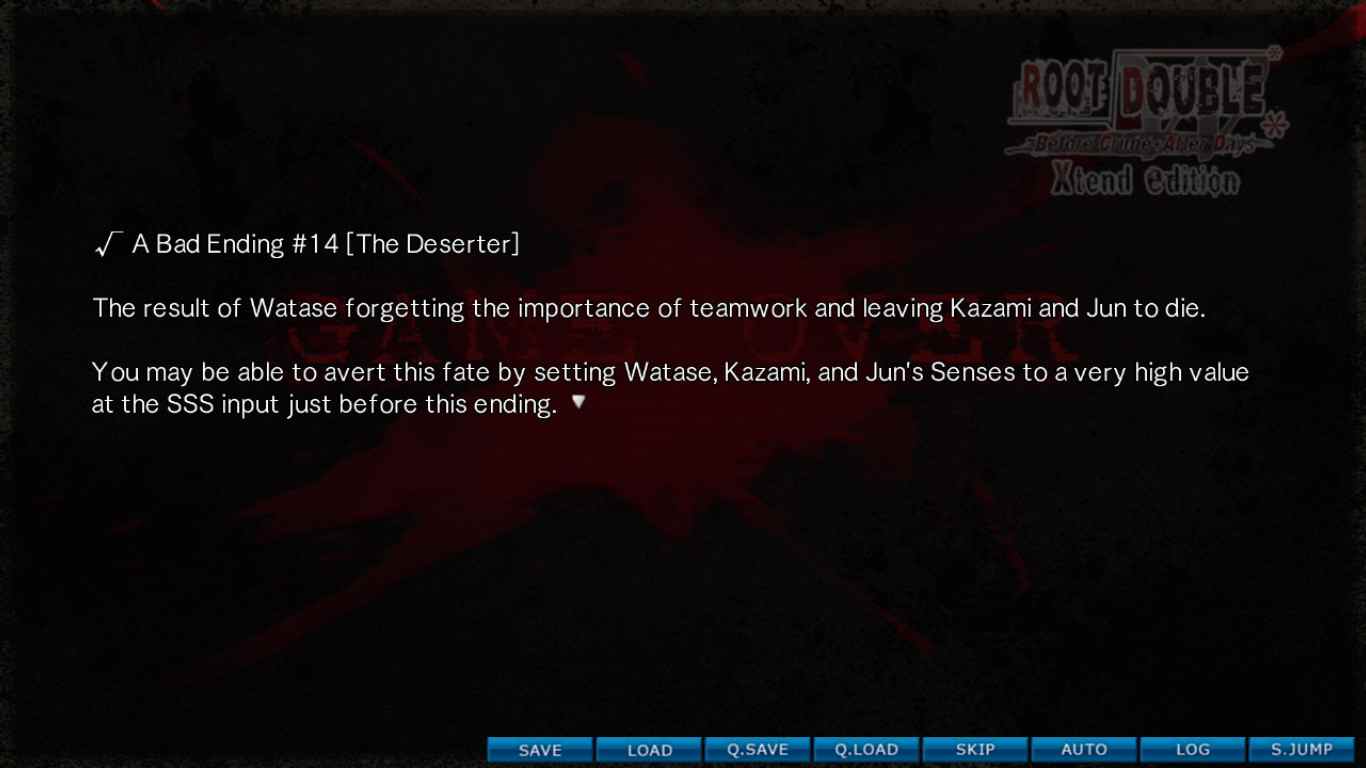 ROOT DOUBLE
-Before Crime*After Days-
Xtend edition
√ A Bad Ending #14 [The Deserter]
The result of Watase forgetting the importance of teamwork and leaving Kazami and Jun to die.
GAME OVER
You may be able to avert this fate by setting Watase, Kazami, and Jun's Senses to a very high value
at the SSS input just before this ending.
SAVE LOAD Q.SAVE Q.LOAD SKIP AUTO LOG S.JUMP